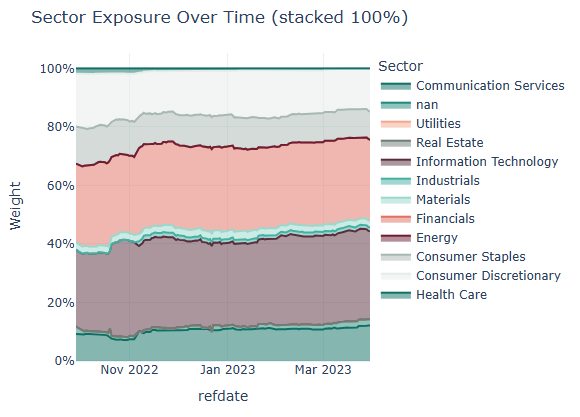 Sector Exposure Over Time (stacked 100%)
100%
80%
60%
40%
20%
0%
Weight
Nov 2022
Jan 2023
Mar 2023
refdate
Sector
Communication Services
nan
Utilities
Real Estate
Information Technology
Industrials
Materials
Financials
Energy
Consumer Staples
Consumer Discretionary
Health Care